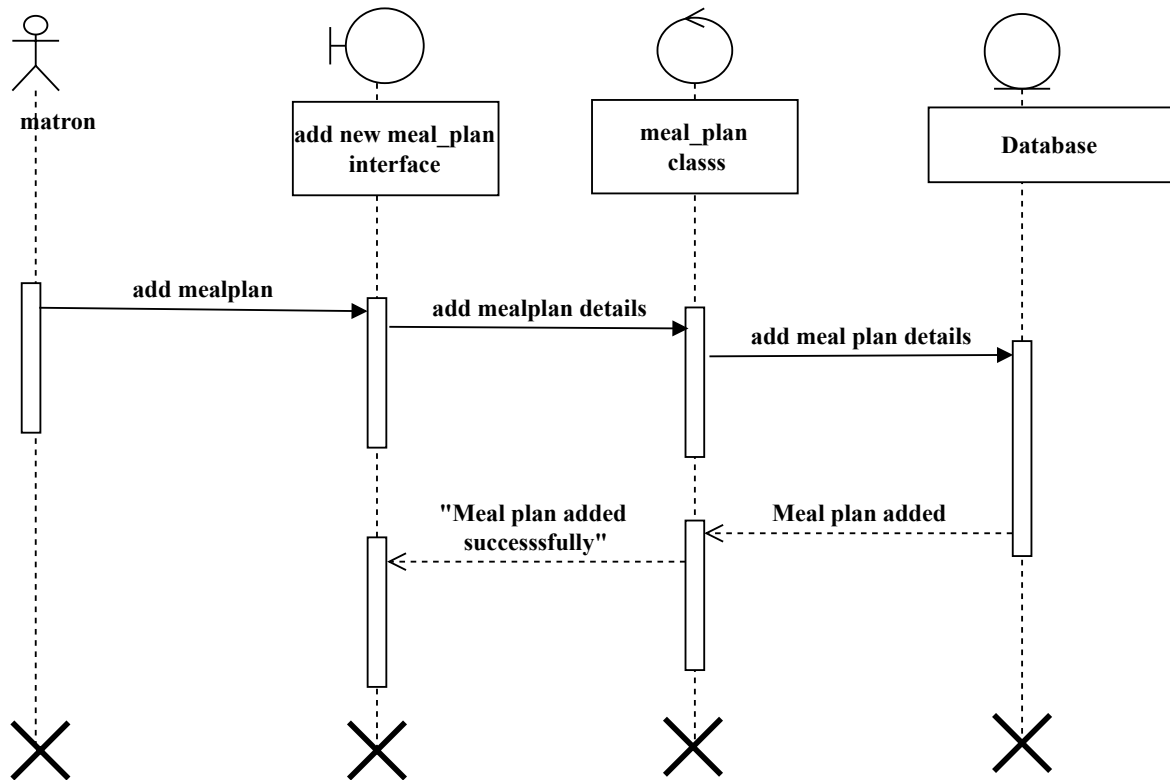 matron
add new meal_plan
interface
meal_plan
classs
Database
add mealplan
add mealplan details
add meal plan details
"Meal plan added
successsfully"
Meal plan added